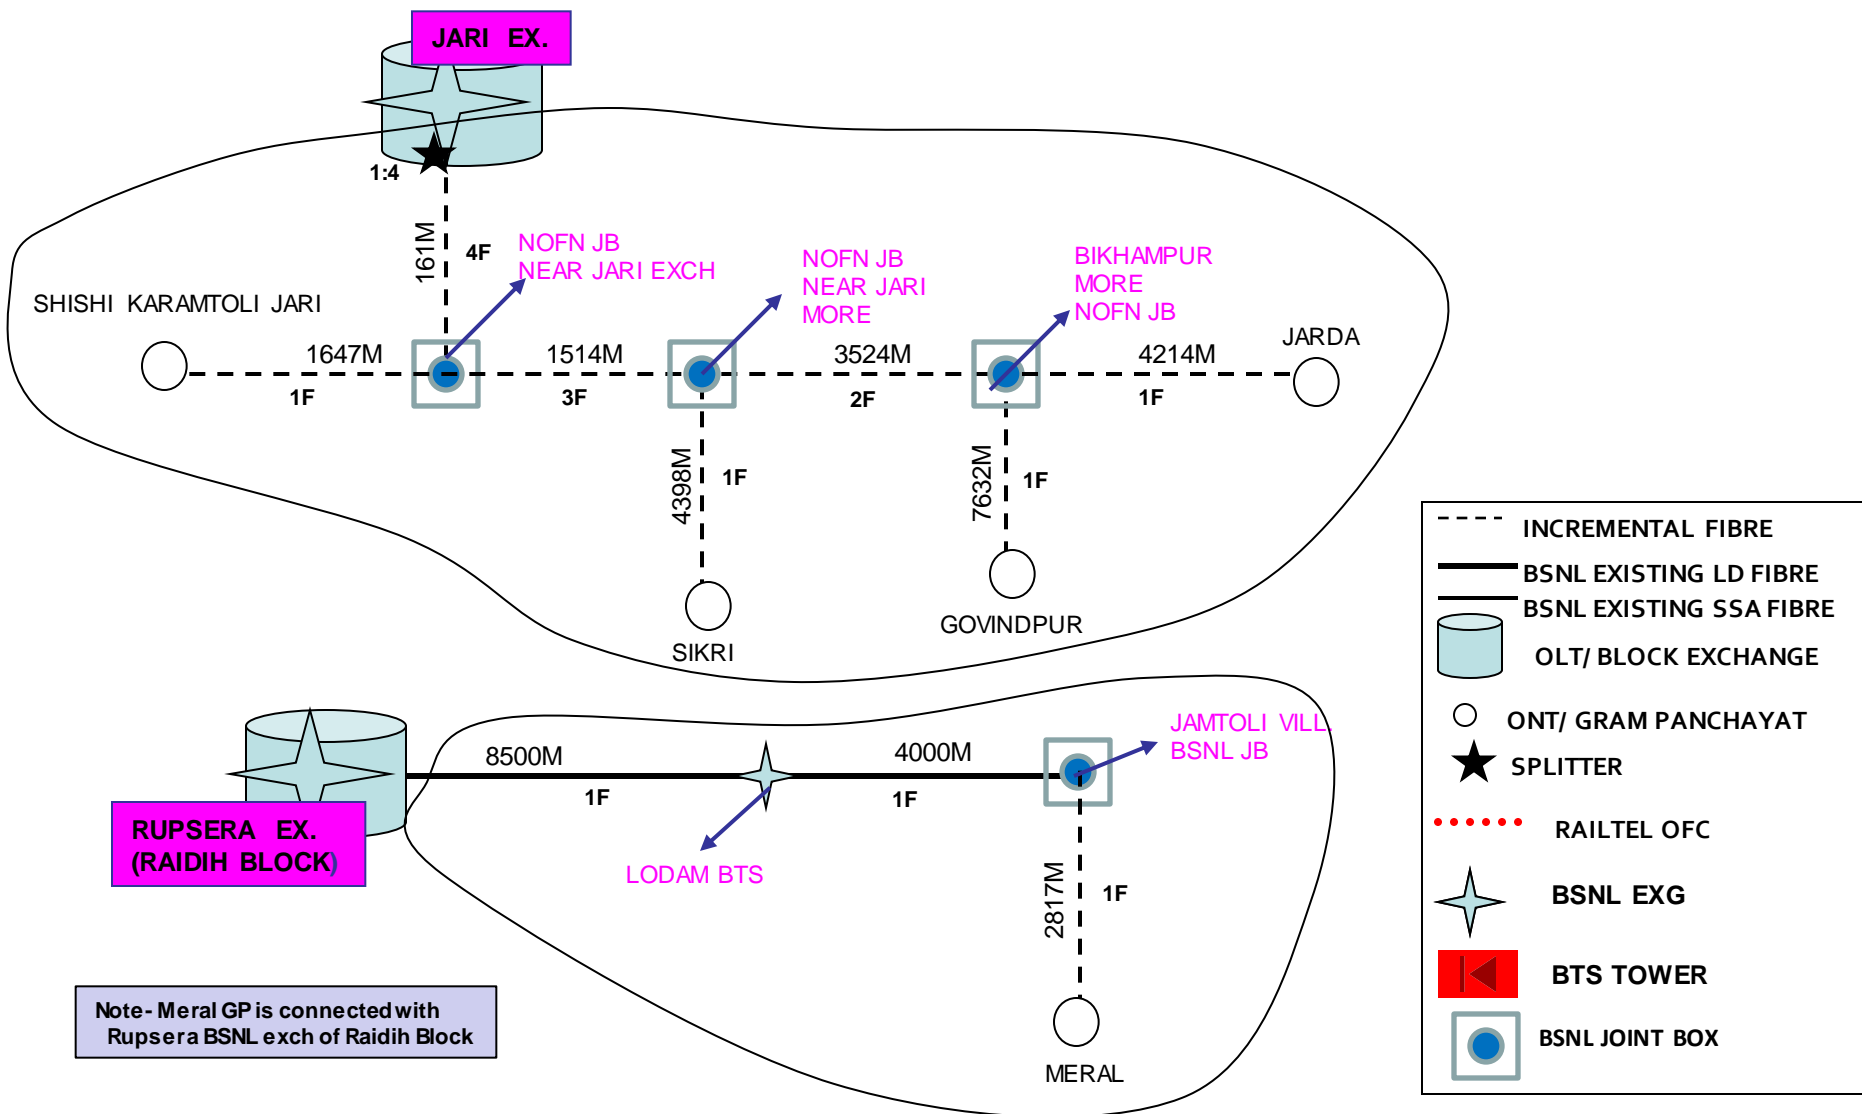 JARI EX.
1:4
161M
4F
NOFN JB
NEAR JARI EXCH
NOFN JB
NEAR JARI
MORE
BIKHAMPUR
MORE
NOFN JB
SHISHI KARAMTOLI JARI
JARDA
1647M
1514M
3524M
4214M
1F
3F
2F
1F
4398M
1F
7632M
1F
SIKRI
GOVINDPUR
INCREMENTAL FIBRE
BSNL EXISTING LD FIBRE
BSNL EXISTING SSA FIBRE
OLT/ BLOCK EXCHANGE
ONT/ GRAM PANCHAYAT
SPLITTER
RAILTEL OFC
BSNL EXG
BTS TOWER
BSNL JOINT BOX
8500M
1F
4000M
1F
JAMTOLI VILL.
BSNL JB
RUPSERA EX.
(RAIDIH BLOCK)
LODAM BTS
2817M
1F
MERAL
Note- Meral GP is connected with
Rupsera BSNL exch of Raidih Block